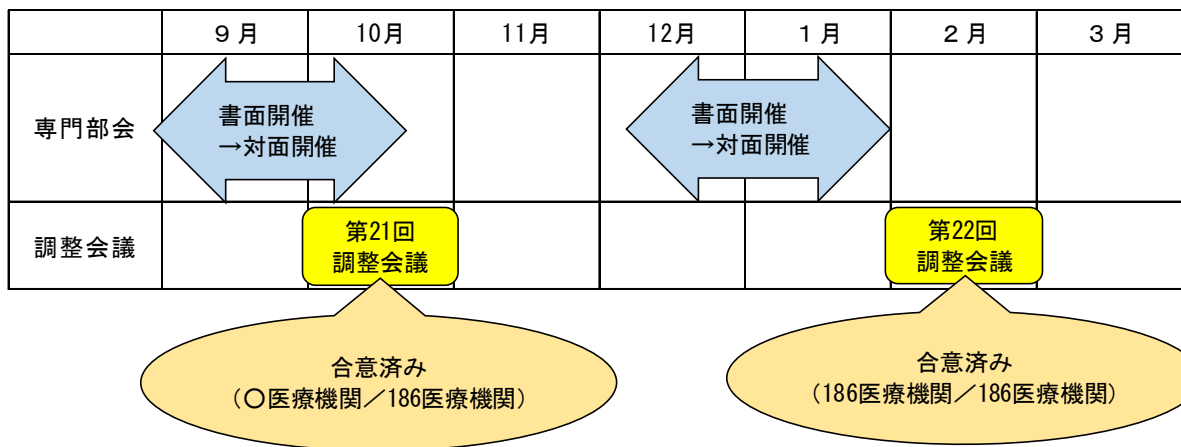 ９月
10月
11月
12月
１月
２月
３月
専門部会
書面開催
→対面開催
書面開催
→対面開催
調整会議
第21回
調整会議
第22回
調整会議
合意済み
（〇医療機関／186医療機関）
合意済み
（186医療機関／186医療機関）